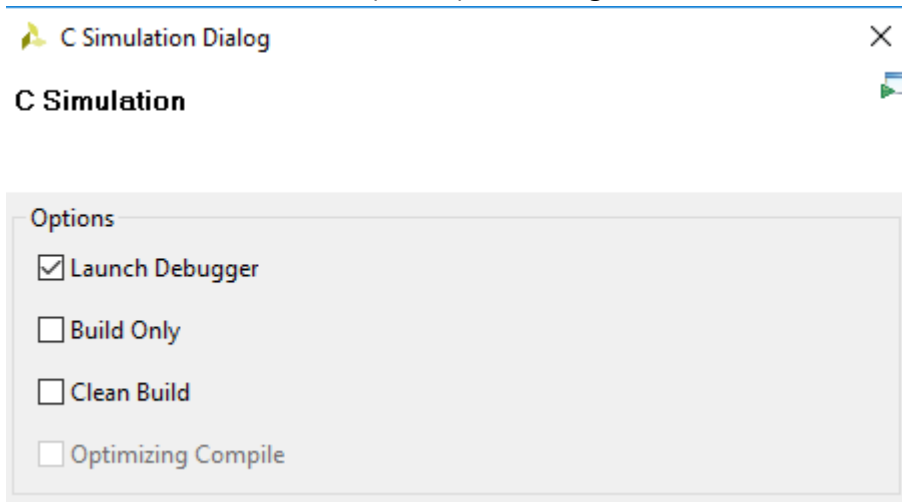 C Simulation Dialog
C Simulation
Options
Launch Debugger
Build Only
Clean Build
Optimizing Compile